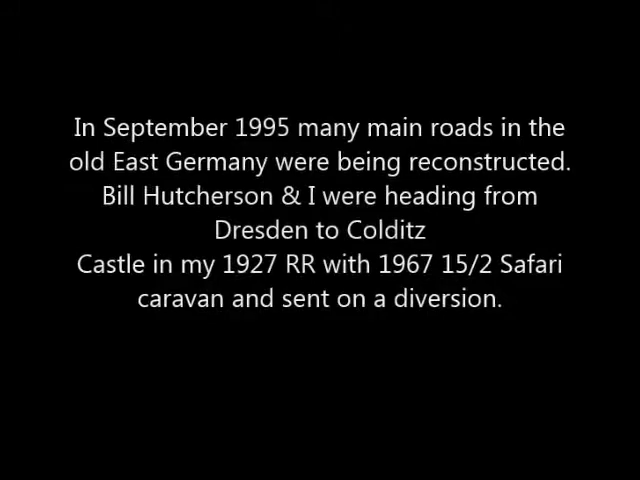 In September 1995 many main roads in the
old East Germany were being reconstructed.
Bill Hutcherson & I were heading from
Dresden to Colditz
Castle in my 1927 RR with 1967 15/2 Safari
caravan and sent on a diversion.